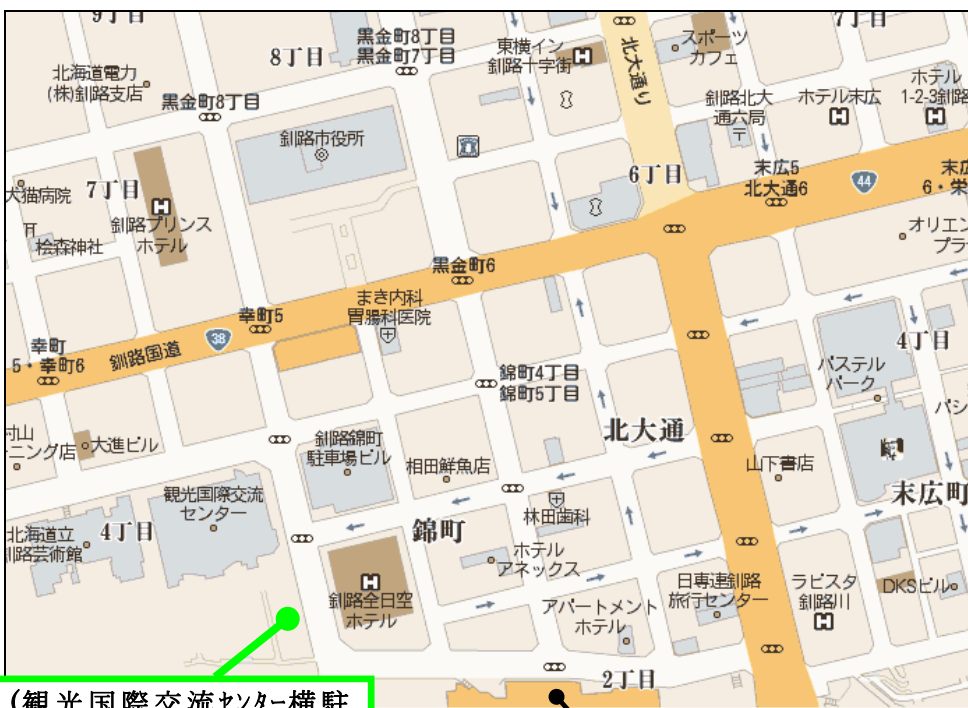 9丁目
8丁目
黒金町8丁目
黒金町7丁目
東横イン
釧路十字街
北大通り
スポーツ
カフェ
7丁目
北海道電力
(株)釧路支店
黒金町8丁目
釧路市役所
釧路北大
通六局
ホテル末広
ホテル
1-2-3釧路
犬猫病院
7丁目
釧路プリンス
ホテル
桧森神社
6丁目
末広5
北大通6
44
6・栄
オリエン
プラ
黒金町6
まき内科
胃腸科医院
幸町5
38
釧路国道
幸町
5・幸町6
錦町4丁目
錦町5丁目
4丁目
パステル
パーク
パシ
村山
ニング店
大進ビル
釧路錦町
駐車場ビル
相田鮮魚店
北大通
山下書店
末広町
観光国際交流
センター
4丁目
北海道立
釧路芸術館
錦町
林田歯科
ホテル
アネックス
釧路全日空
ホテル
アパートメント
ホテル
日専連釧路
旅行センター
ラビスタ
釧路川
DKSビル
2丁目
(観光国際交流センター横駐